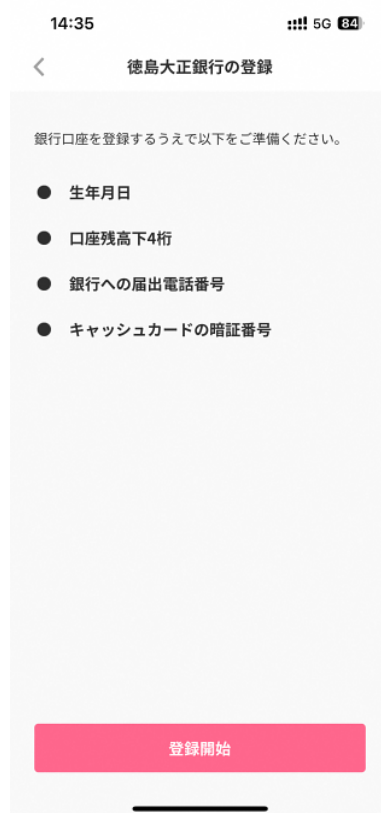 14:35 5G 84
徳島大正銀行の登録
銀行口座を登録するうえで以下をご準備ください。
● 生年月日
● 口座残高下4桁
● 銀行への届出電話番号
● キャッシュカードの暗証番号
登録開始